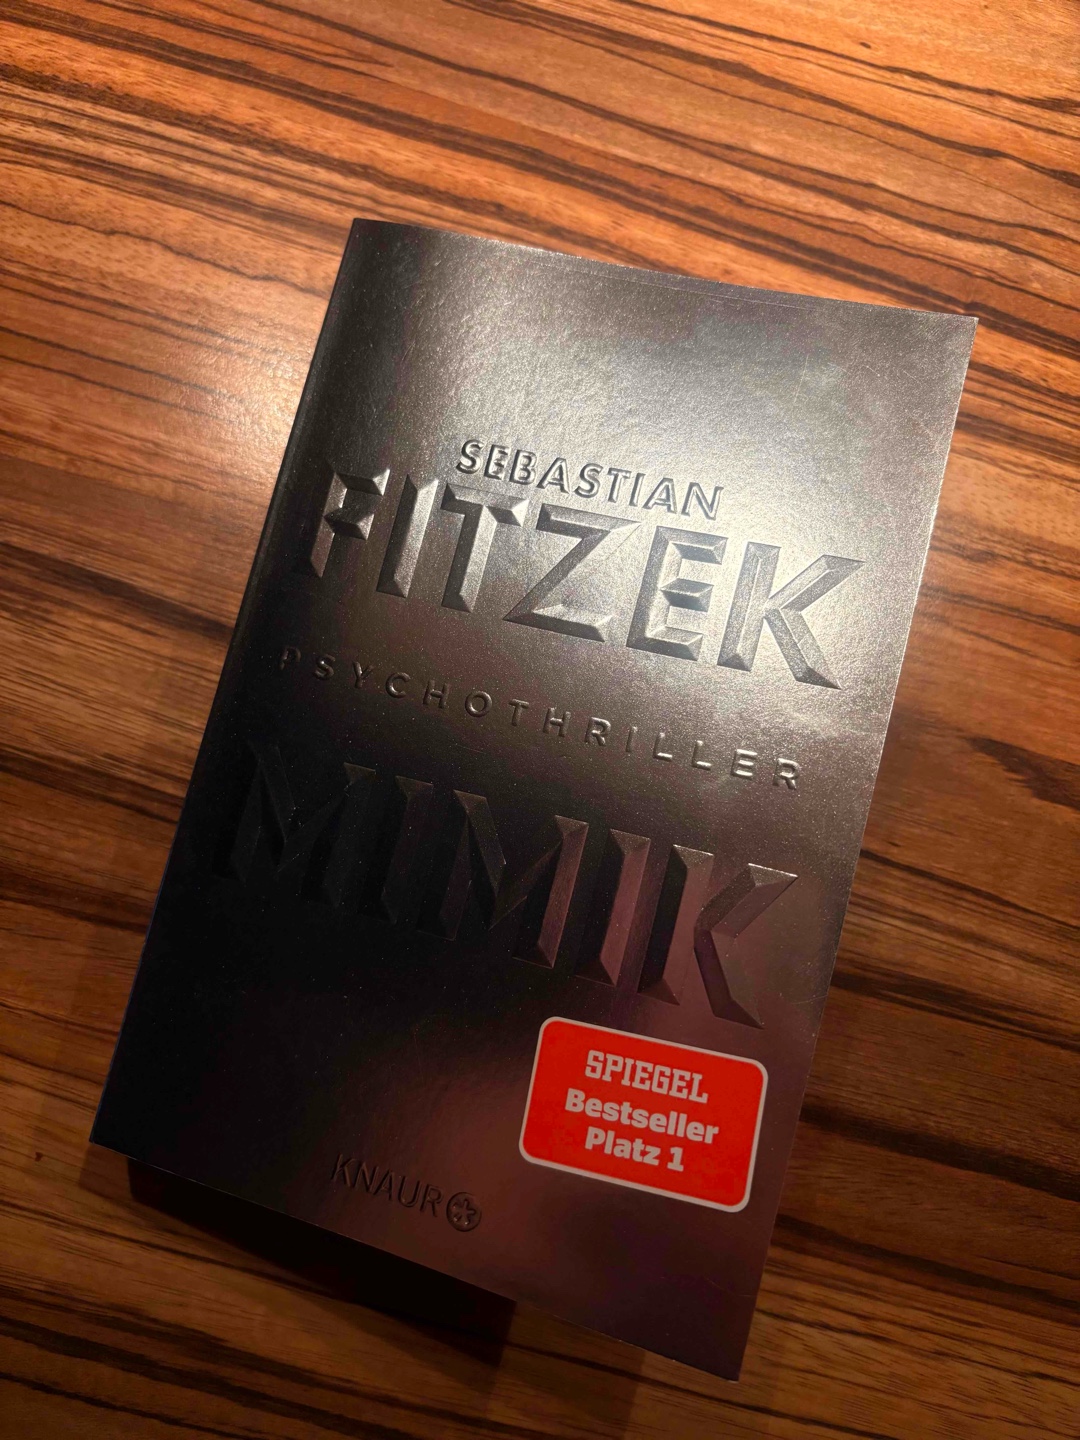 SEBASTIAN
FITZEK
PSYCHOTHRILLER
MIMIK
SPIEGEL
Bestseller
Platz 1
KNAUR